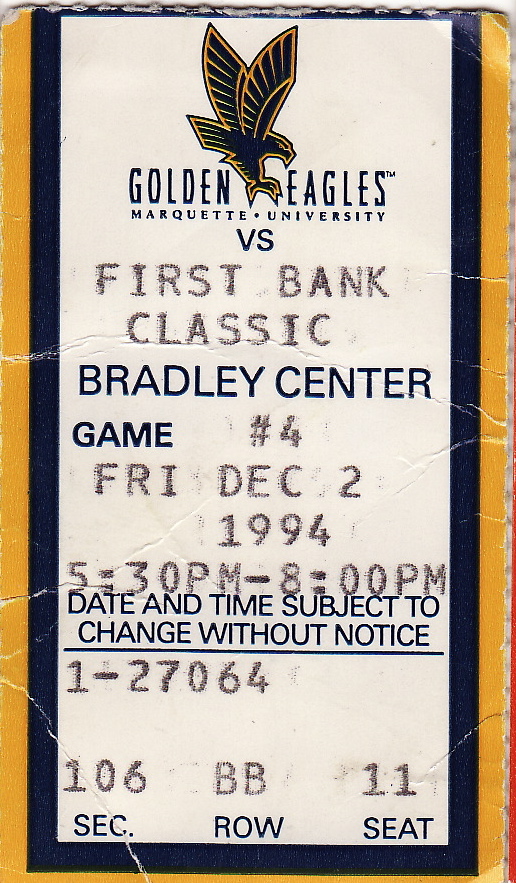 GOLDEN EAGLES™
MARQUETTE • UNIVERSITY
VS
FIRST BANK
CLASSIC
BRADLEY CENTER
GAME #4
FRI DEC 2
1994
5:30PM-8:00PM
DATE AND TIME SUBJECT TO
CHANGE WITHOUT NOTICE
1-27064
106 BB 11
SEC. ROW SEAT